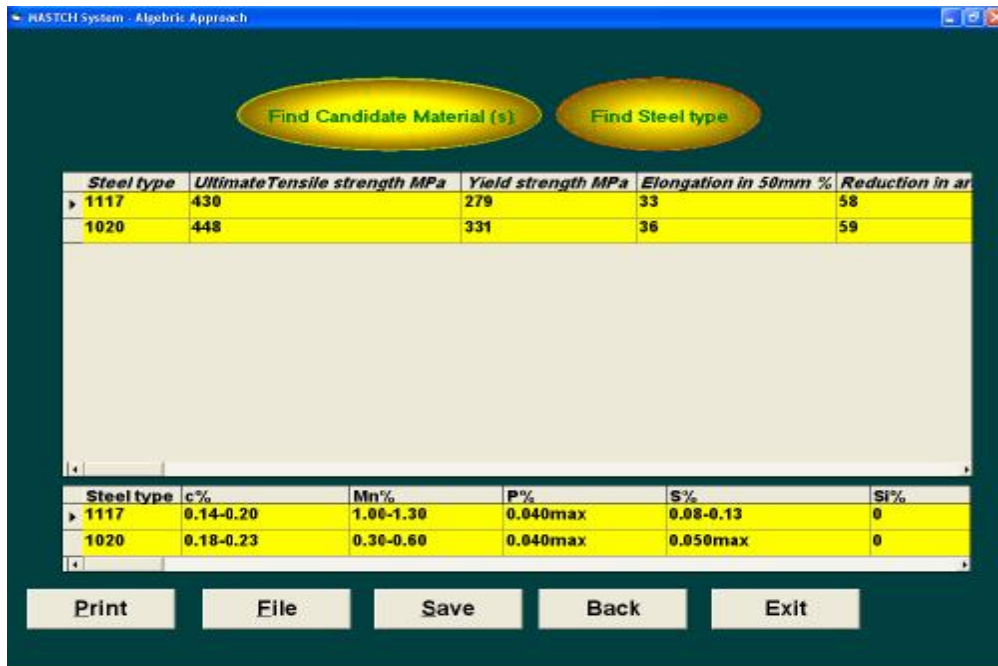 MASTCH System - Algebric Approach
Find Candidate Material (s) Find Steel type
Steel type UltimateTensile strength MPa Yield strength MPa Elongation in 50mm % Reduction in ar
1117 430 279 33 58
1020 448 331 36 59
Steel type c% Mn% P% S% Si%
1117 0.14-0.20 1.00-1.30 0.040max 0.08-0.13 0
1020 0.18-0.23 0.30-0.60 0.040max 0.050max 0
Print File Save Back Exit